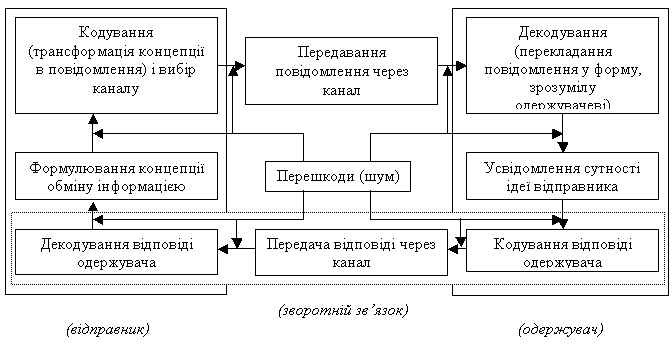 Кодування
(трансформація концепції
в повідомлення) і вибір
каналу
Передавання
повідомлення через
канал
Декодування
(перекладання
повідомлення у форму,
зрозумілу
одержувачеві)
Формулювання концепції
обміну інформацією
Перешкоди (шум)
Усвідомлення сутності
ідеї відправника
Декодування відповіді
одержувача
Передача відповіді через
канал
Кодування відповіді
одержувача
(зворотній зв’язок)
(відправник)
(одержувач)